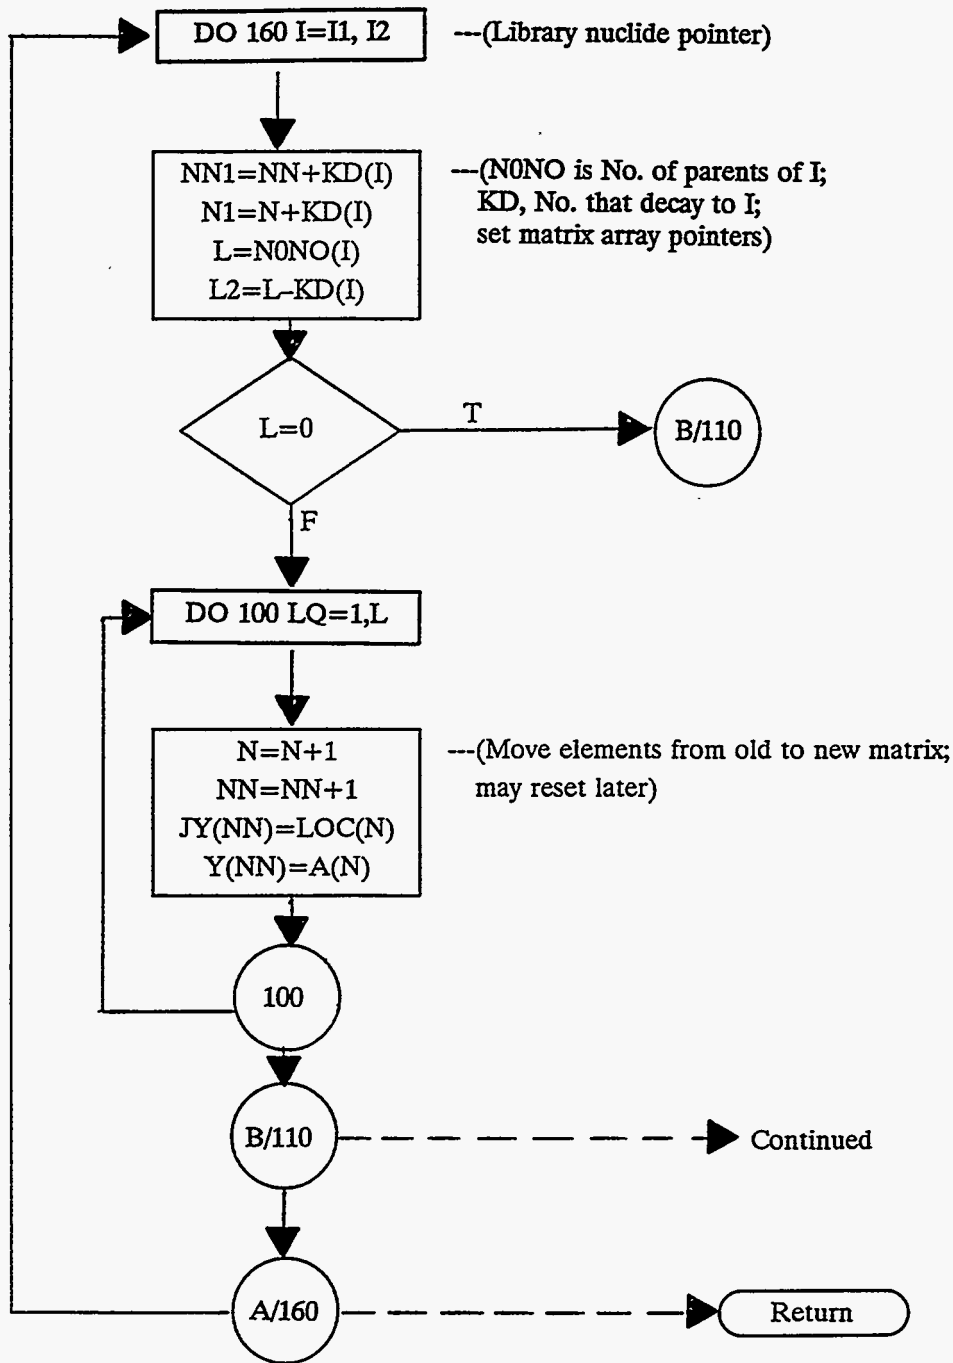 DO 160 I=I1, I2
---(Library nuclide pointer)
NN1=NN+KD(I)
N1=N+KD(I)
L=N0NO(I)
L2=L-KD(I)
---(N0NO is No. of parents of I;
KD, No. that decay to I;
set matrix array pointers)
L=0
T
B/110
F
DO 100 LQ=1,L
N=N+1
NN=NN+1
JY(NN)=LOC(N)
Y(NN)=A(N)
---(Move elements from old to new matrix;
may reset later)
100
B/110
Continued
A/160
Return